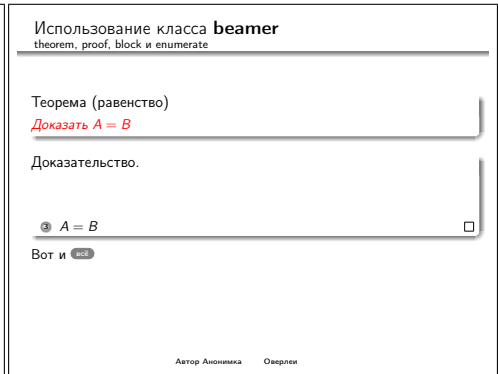 Использование класса beamer
theorem, proof, block и enumerate
Теорема (равенство)
Доказать A = B
Доказательство.
3 A = B
Вот и всё
Автор Анонимка Оверлеи